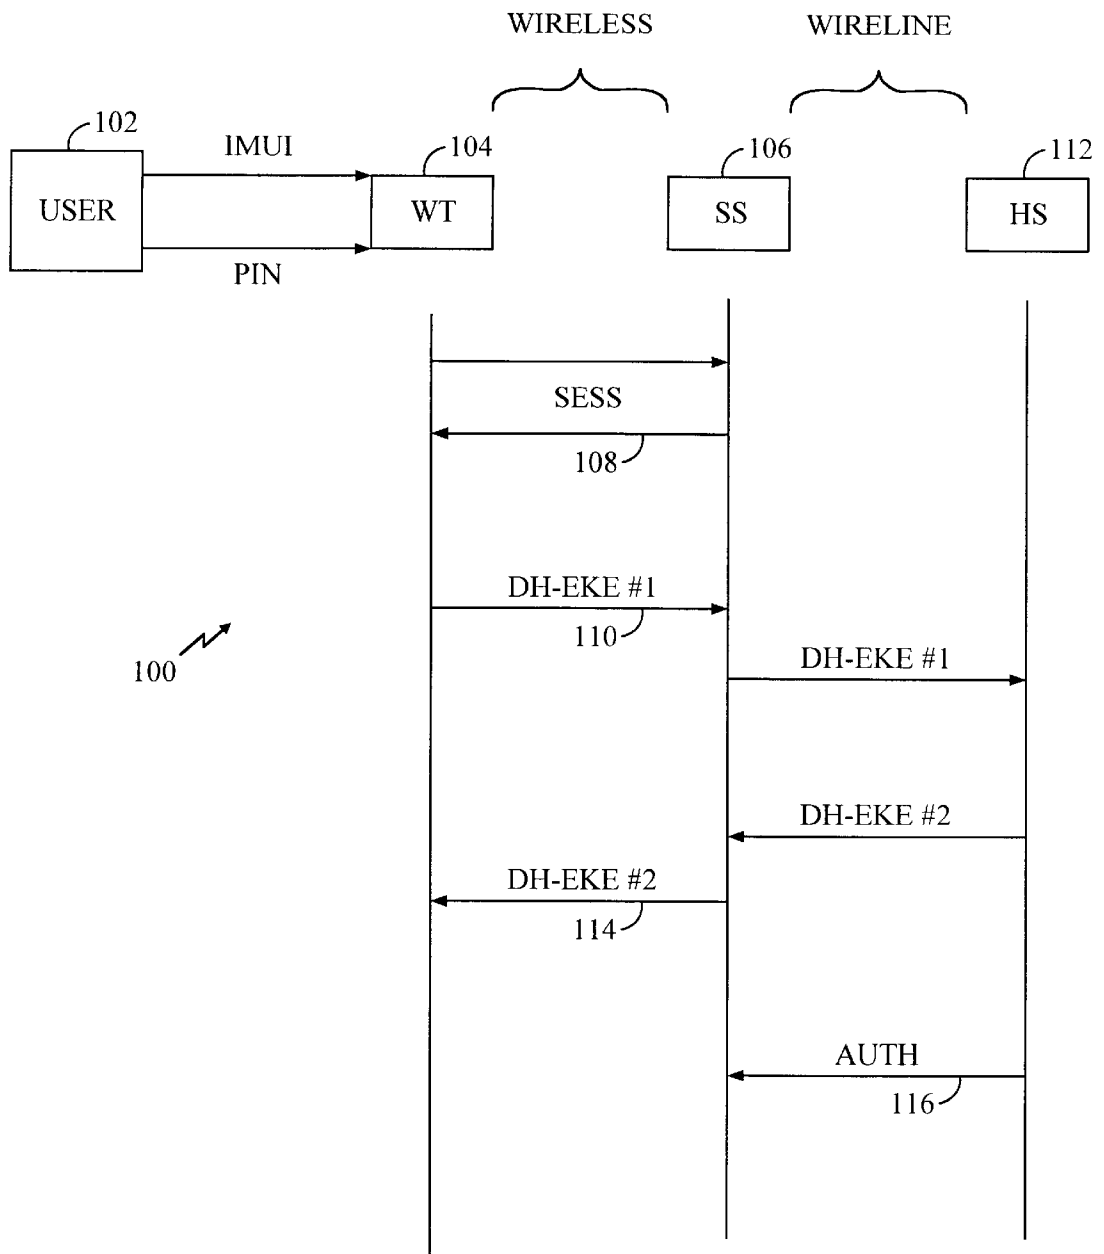 WIRELESS
WIRELINE
102
IMUI
104
106
112
USER
WT
SS
HS
PIN
SESS
108
DH-EKE #1
110
100
DH-EKE #1
DH-EKE #2
DH-EKE #2
114
AUTH
116